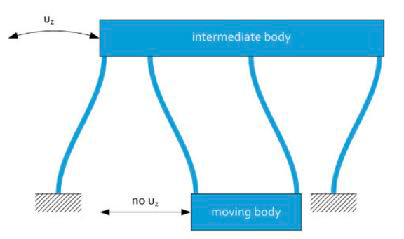 u_z
intermediate body
no u_z
moving body